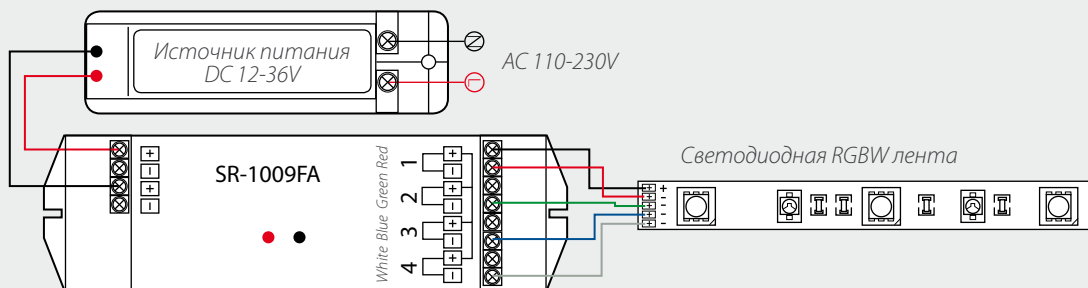 Источник питания
DC 12-36V
N
L
AC 110-230V
SR-1009FA
+
-
+
-
White Blue Green Red
1
2
3
4
+
-
+
-
+
-
+
-
Светодиодная RGBW лента
+
-
-
-
-